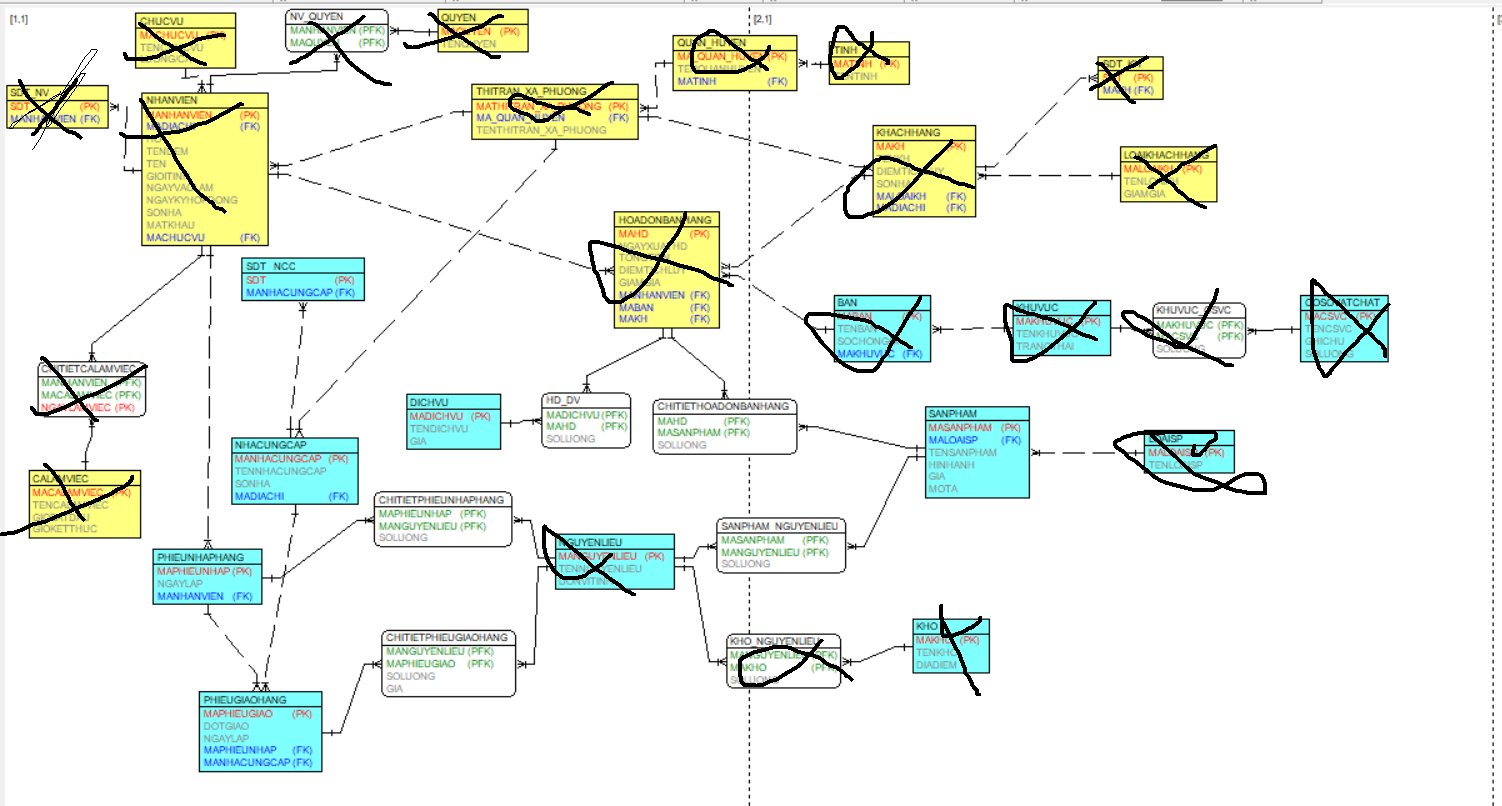 [1,1]
[2,1]
CHUCVU
MACHUCVU (PK)
NV_QUYEN
MANHANVIEN (PFK)
MAQUYEN (PFK)
QUYEN
MAQUYEN (PK)
TENQUYEN
SDT_NV
SDT (PK)
MANHANVIEN (FK)
NHANVIEN
MANHANVIEN (PK)
MADIACHI (FK)
TENDEM
TEN
GIOITINH
NGAYVAOLAM
NGAYKYHOPDONG
SONHA
MATKHAU
MACHUCVU (FK)
THITRAN_XA_PHUONG
MATHITRAN_XA_PHUONG (PK)
MA_QUAN_HUYEN (FK)
TENTHITRAN_XA_PHUONG
QUAN_HUYEN
MA_QUAN_HUYEN (PK)
TENQUANHUYEN
MATINH (FK)
TINH
MATINH (PK)
TENTINH
SDT_KH
SDT (PK)
MAKH (FK)
KHACHHANG
MAKH (PK)
TENKH
SONHA
MALOAIKH (FK)
MADIACHI (FK)
LOAIKHACHHANG
MALOAIKH (PK)
GIAMGIA
HOADONBANHANG
MAHD (PK)
NGAYXUATHD
DIEMTICHLUY
GIAMGIA
MANHANVIEN (FK)
MABAN (FK)
MAKH (FK)
SDT_NCC
SDT (PK)
MANHACUNGCAP (FK)
BAN
MABAN (PK)
TENBAN
SOCHONGOI
MAKHUVUC (FK)
KHUVUC
MAKHUVUC (PK)
TENKHUVUC
TRANGTHAI
KHUVUC_CSVC
MAKHUVUC (PFK)
MACSVC (PFK)
SOLUONG
COSOVATCHAT
MACSVC (PK)
TENCSVC
GHICHU
SOLUONG
CHITIETCALAMVIEC
MANHANVIEN (PFK)
MACALAMVIEC (PFK)
NGAYLAMVIEC (PK)
CALAMVIEC
MACALAMVIEC (PK)
TENCALAMVIEC
GIOBATDAU
GIOKETTHUC
DICHVU
MADICHVU (PK)
TENDICHVU
GIA
HD_DV
MADICHVU (PFK)
MAHD (PFK)
SOLUONG
CHITIETHOADONBANHANG
MAHD (PFK)
MASANPHAM (PFK)
SOLUONG
SANPHAM
MASANPHAM (PK)
MALOAISP (FK)
TENSANPHAM
HINHANH
GIA
MOTA
LOAISP
MALOAISP (PK)
TENLOAISP
NHACUNGCAP
MANHACUNGCAP (PK)
TENNHACUNGCAP
SONHA
MADIACHI (FK)
CHITIETPHIEUNHAPHANG
MAPHIEUNHAP (PFK)
MANGUYENLIEU (PFK)
SOLUONG
NGUYENLIEU
MANGUYENLIEU (PK)
TENNGUYENLIEU
DONVITINH
SANPHAM_NGUYENLIEU
MASANPHAM (PFK)
MANGUYENLIEU (PFK)
SOLUONG
PHIEUNHAPHANG
MAPHIEUNHAP (PK)
NGAYLAP
MANHANVIEN (FK)
CHITIETPHIEUGIAOHANG
MANGUYENLIEU (PFK)
MAPHIEUGIAO (PFK)
SOLUONG
GIA
KHO_NGUYENLIEU
MANGUYENLIEU (PFK)
MAKHO (PFK)
SOLUONG
KHO
MAKHO (PK)
TENKHO
DIADIEM
PHIEUGIAOHANG
MAPHIEUGIAO (PK)
DOTGIAO
NGAYLAP
MAPHIEUNHAP (FK)
MANHACUNGCAP (FK)